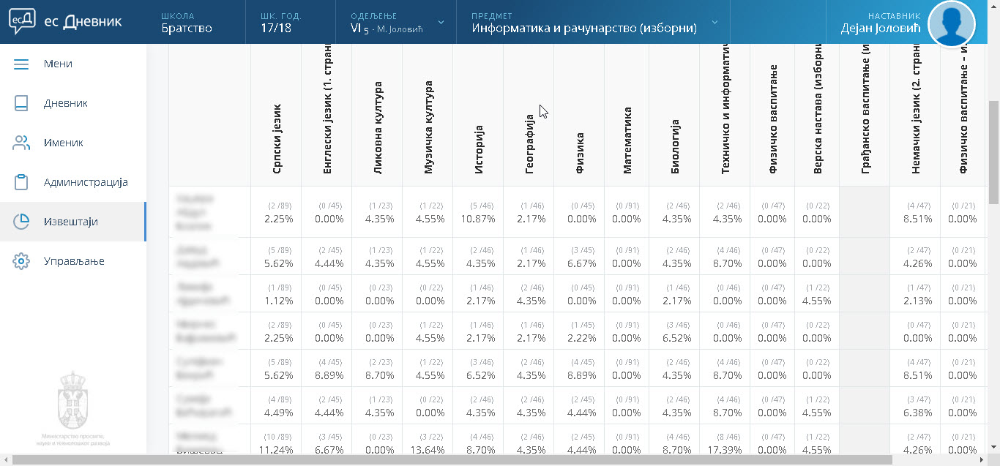 есД ес Дневник
ШКОЛА
Братство
ШК. ГОД.
17/18
ОДЕЉЕЊЕ
VI 5 - М. Јоловић
ПРЕДМЕТ
Информатика и рачунарство (изборни)
НАСТАВНИК
Дејан Јоловић
Мени
Дневник
Именик
Администрација
Извештаји
Управљање
Министарство просвете,
науке и технолошког развоја
Српски језик
Енглески језик (1. стран
Ликовна култура
Музичка култура
Историја
Географија
Физика
Математика
Биологија
Техничко и информатич
Физичко васпитање
Верска настава (изборн
Грађанско васпитање (и
Немачки језик (2. стран
Физичко васпитање – и
(2 /89) (0 /45) (1 /23) (1 /22) (5 /46) (1 /46) (0 /45) (0 /91) (2 /46) (2 /46) (0 /47) (0 /22) (4 /47) (0 /21)
2.25% 0.00% 4.35% 4.55% 10.87% 2.17% 0.00% 0.00% 4.35% 4.35% 0.00% 0.00% 8.51% 0.00%
(5 /89) (2 /45) (1 /23) (1 /22) (2 /46) (1 /46) (3 /45) (0 /91) (2 /46) (4 /46) (0 /47) (0 /22) (2 /47) (0 /21)
5.62% 4.44% 4.35% 4.55% 4.35% 2.17% 6.67% 0.00% 4.35% 8.70% 0.00% 0.00% 4.26% 0.00%
(1 /89) (0 /45) (0 /23) (0 /22) (1 /46) (2 /46) (0 /45) (0 /91) (1 /46) (0 /46) (0 /47) (1 /22) (1 /47) (0 /21)
1.12% 0.00% 0.00% 0.00% 2.17% 4.35% 0.00% 0.00% 2.17% 0.00% 0.00% 4.55% 2.13% 0.00%
(2 /89) (0 /45) (0 /23) (1 /22) (1 /46) (1 /46) (1 /45) (0 /91) (3 /46) (0 /46) (0 /47) (0 /22) (0 /47) (0 /21)
2.25% 0.00% 0.00% 4.55% 2.17% 2.17% 2.22% 0.00% 6.52% 0.00% 0.00% 0.00% 0.00% 0.00%
(5 /89) (4 /45) (2 /23) (1 /22) (3 /46) (2 /46) (4 /45) (0 /91) (2 /46) (4 /46) (0 /47) (0 /22) (4 /47) (0 /21)
5.62% 8.89% 8.70% 4.55% 6.52% 4.35% 8.89% 0.00% 4.35% 8.70% 0.00% 0.00% 8.51% 0.00%
(4 /89) (2 /45) (1 /23) (0 /22) (2 /46) (2 /46) (2 /45) (0 /91) (2 /46) (4 /46) (0 /47) (1 /22) (3 /47) (0 /21)
4.49% 4.44% 4.35% 0.00% 4.35% 4.35% 4.44% 0.00% 4.35% 8.70% 0.00% 4.55% 6.38% 0.00%
(10 /89) (3 /45) (0 /23) (3 /22) (4 /46) (2 /46) (2 /45) (0 /91) (4 /46) (8 /46) (0 /47) (1 /22) (2 /47) (0 /21)
11.24% 6.67% 0.00% 13.64% 8.70% 4.35% 4.44% 0.00% 8.70% 17.39% 0.00% 4.55% 4.26% 0.00%